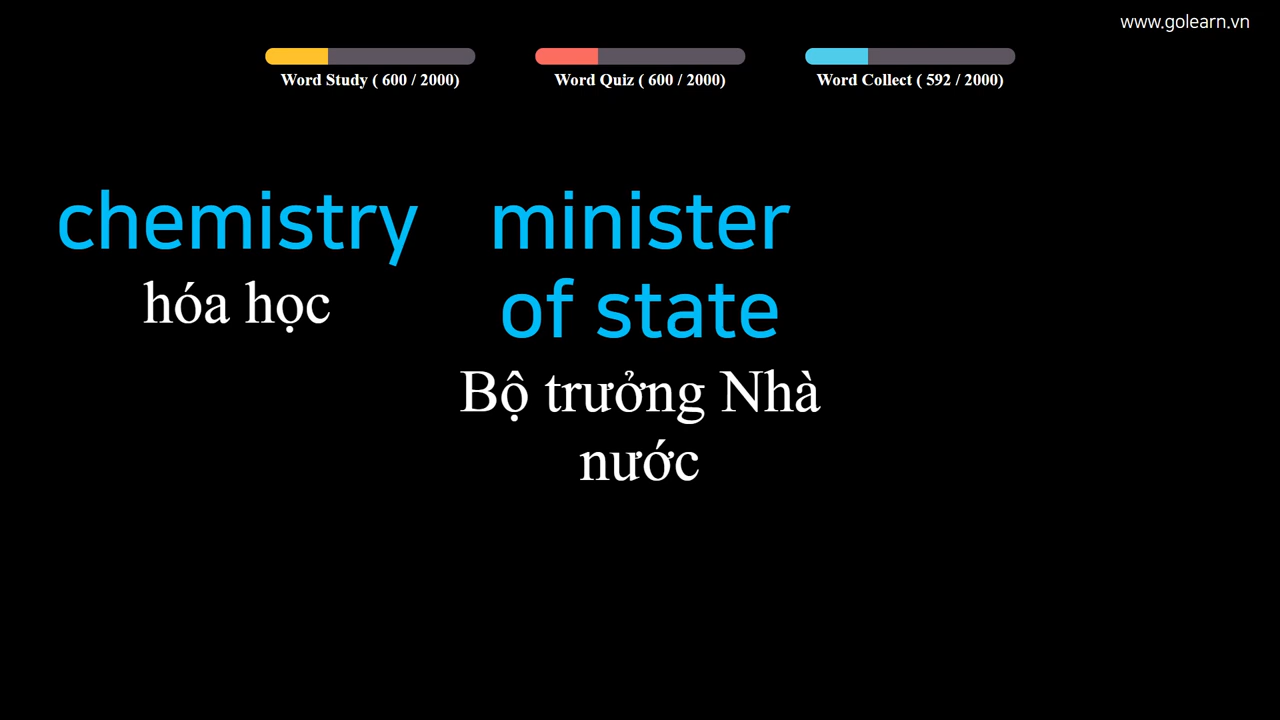 www.golearn.vn
Word Study ( 600 / 2000)
Word Quiz ( 600 / 2000)
Word Collect ( 592 / 2000)
chemistry
hóa học
minister
of state
Bộ trưởng Nhà
nước